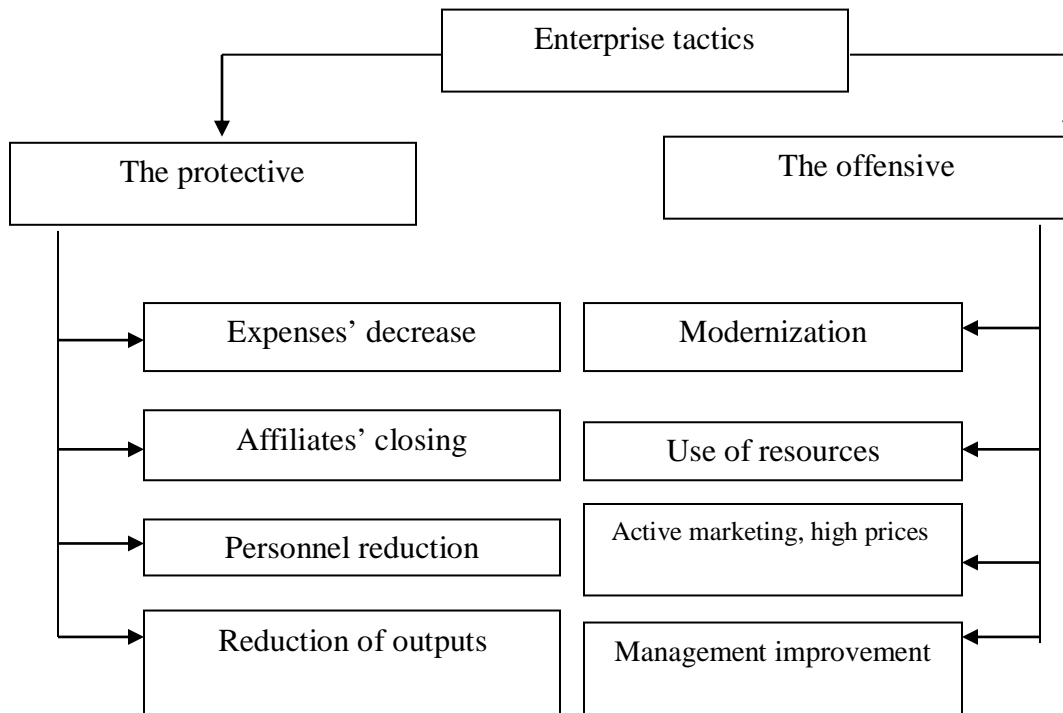 Enterprise tactics
The protective
The offensive
Expenses’ decrease
Modernization
Affiliates’ closing
Use of resources
Personnel reduction
Active marketing, high prices
Reduction of outputs
Management improvement